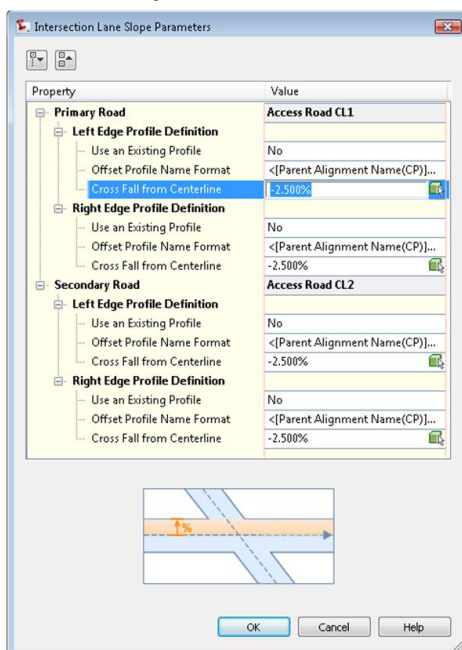 Intersection Lane Slope Parameters
Property Value
Primary Road Access Road CL1
Left Edge Profile Definition
Use an Existing Profile No
Offset Profile Name Format <[Parent Alignment Name(CP)]...
Cross Fall from Centerline -2.500%
Right Edge Profile Definition
Use an Existing Profile No
Offset Profile Name Format <[Parent Alignment Name(CP)]...
Cross Fall from Centerline -2.500%
Secondary Road Access Road CL2
Left Edge Profile Definition
Use an Existing Profile No
Offset Profile Name Format <[Parent Alignment Name(CP)]...
Cross Fall from Centerline -2.500%
Right Edge Profile Definition
Use an Existing Profile No
Offset Profile Name Format <[Parent Alignment Name(CP)]...
Cross Fall from Centerline -2.500%
%
OK Cancel Help